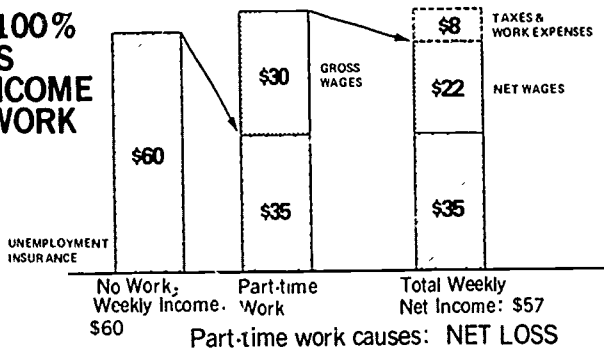 100%
S
COME
WORK
$60
UNEMPLOYMENT
INSURANCE
$30
GROSS
WAGES
$35
$8
TAXES &
WORK EXPENSES
$22
NET WAGES
$35
No Work;
Weekly Income.
$60
Part-time
Work
Total Weekly
Net Income: $57
Part-time work causes: NET LOSS